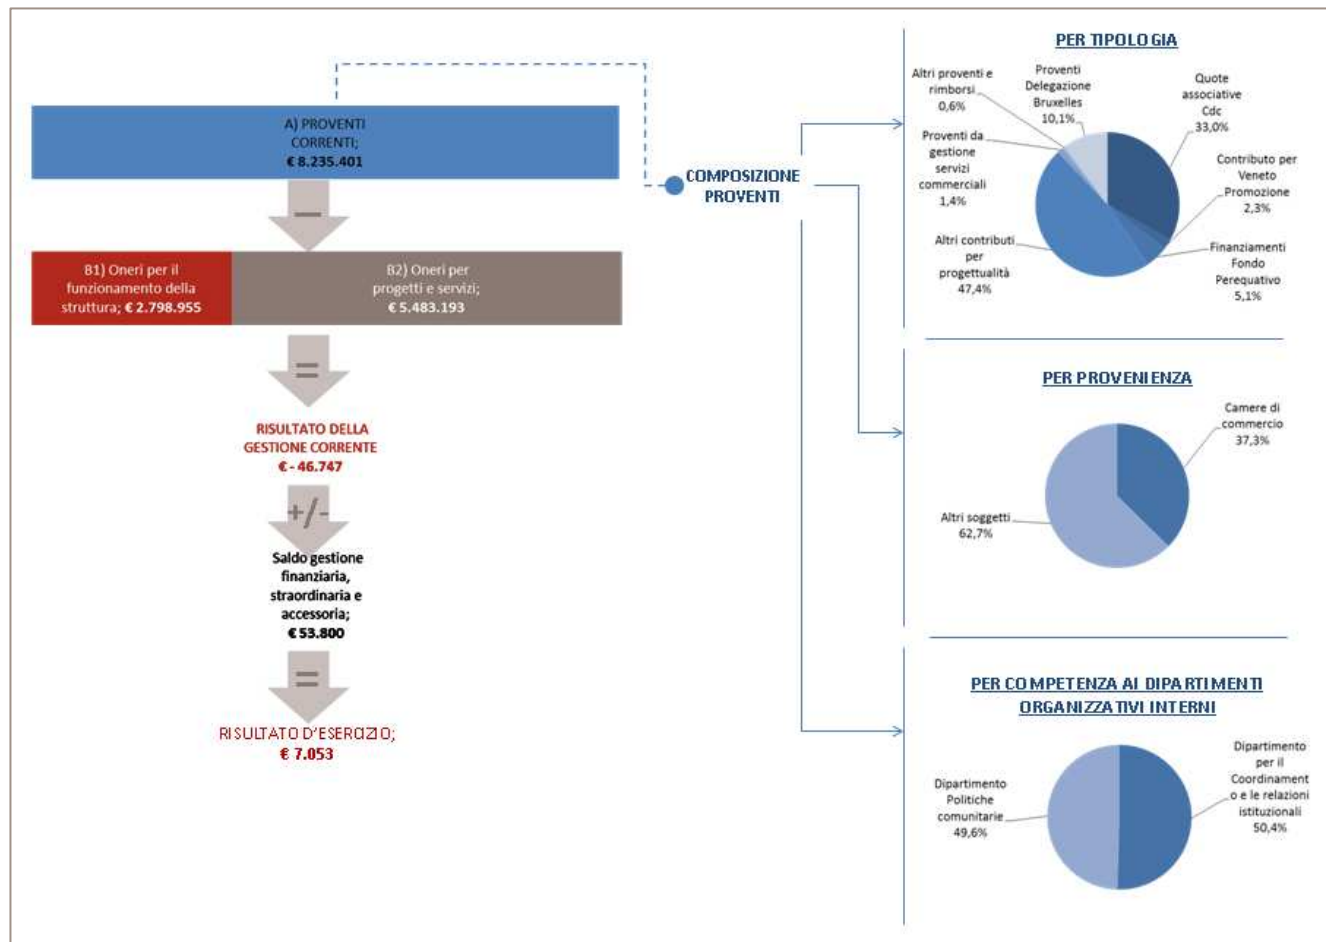 A) PROVENTI
CORRENTI;
€ 8.235.401
—
B1) Oneri per il
funzionamento della
struttura; € 2.798.955
B2) Oneri per
progetti e servizi;
€ 5.483.193
=
RISULTATO DELLA
GESTIONE CORRENTE
€ - 46.747
+/-
Saldo gestione
finanziaria,
straordinaria e
accessoria;
€ 53.800
=
RISULTATO D'ESERCIZIO;
€ 7.053
COMPOSIZIONE
PROVENTI
PER TIPOLOGIA
Altri proventi e
rimborsi
0,6%
Proventi
Delegazione
Bruxelles
10,1%
Quote
associative
Cdc
33,0%
Proventi da
gestione
servizi
commerciali
1,4%
Contributo per
Veneto
Promozione
2,3%
Altri contributi
per
progettualità
47,4%
Finanziamenti
Fondo
Perequativo
5,1%
PER PROVENIENZA
Camere di
commercio
37,3%
Altri soggetti
62,7%
PER COMPETENZA AI DIPARTIMENTI
ORGANIZZATIVI INTERNI
Dipartimento
Politiche
comunitarie
49,6%
Dipartimento
per il
Coordinament
o e le relazioni
istituzionali
50,4%